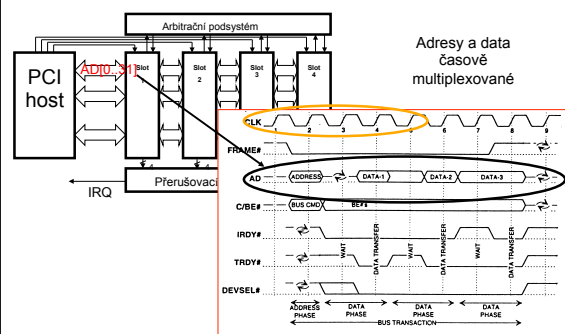 Arbitrační podsystém
PCI
host
AD[0..31]
Slot
1
Slot
2
Slot
3
Slot
4
Adresy a data
časově
multiplexované
IRQ
Přerušovac
CLK
1 2 3 4 5 6 7 8 9
FRAME#
AD ADDRESS DATA-1 DATA-2 DATA-3
C/BE# BUS CMD BE#'s
IRDY#
TRDY#
WAIT DATA TRANSFER WAIT DATA TRANSFER WAIT DATA TRANSFER
DEVSEL#
ADDRESS PHASE
DATA PHASE
DATA PHASE
DATA PHASE
BUS TRANSACTION